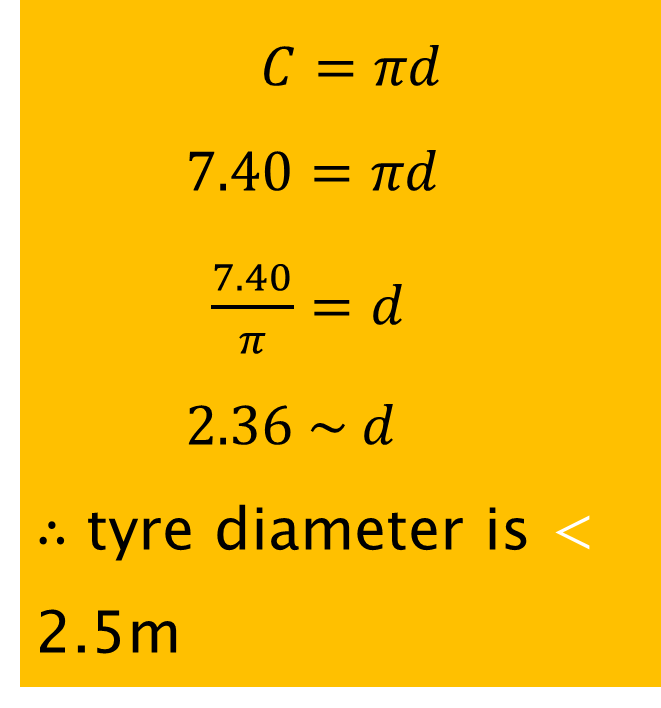 C = πd
7.40 = πd
7.40/π = d
2.36 ~ d
∴ tyre diameter is <
2.5m